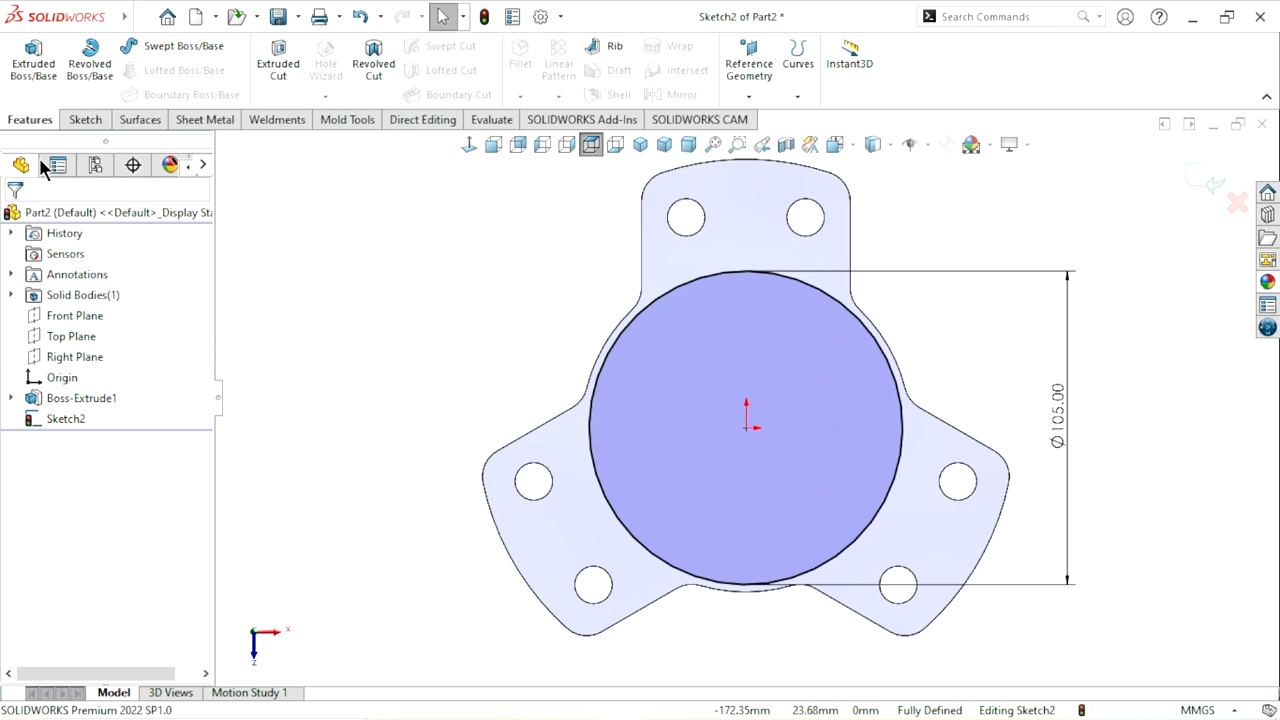 SOLIDWORKS
Sketch2 of Part2 *
Search Commands
Extruded Boss/Base
Revolved Boss/Base
Swept Boss/Base
Lofted Boss/Base
Boundary Boss/Base
Extruded Cut
Hole Wizard
Revolved Cut
Swept Cut
Lofted Cut
Boundary Cut
Fillet
Linear Pattern
Rib
Draft
Shell
Wrap
Intersect
Mirror
Reference Geometry
Curves
Instant3D
Features
Sketch
Surfaces
Sheet Metal
Weldments
Mold Tools
Direct Editing
Evaluate
SOLIDWORKS Add-Ins
SOLIDWORKS CAM
Part2 (Default) <<Default>_Display Sta
History
Sensors
Annotations
Solid Bodies(1)
Front Plane
Top Plane
Right Plane
Origin
Boss-Extrude1
Sketch2
Ø105.00
x
z
Model
3D Views
Motion Study 1
SOLIDWORKS Premium 2022 SP1.0
-172.35mm
23.68mm
0mm
Fully Defined
Editing Sketch2
MMGS